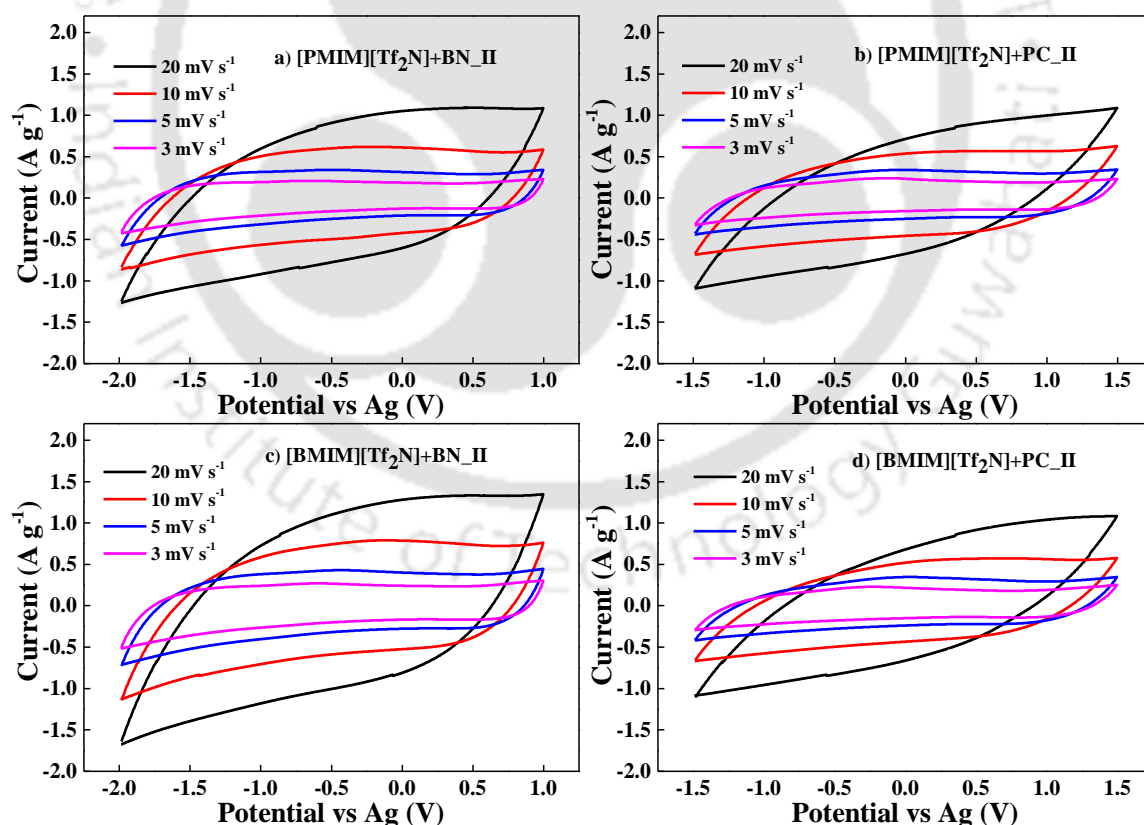 a) [PMIM][Tf₂N]+BN_II
20 mV s⁻¹
10 mV s⁻¹
5 mV s⁻¹
3 mV s⁻¹
Current (A g⁻¹)
2.0
1.5
1.0
0.5
0.0
-0.5
-1.0
-1.5
-2.0
-2.0 -1.5 -1.0 -0.5 0.0 0.5 1.0
Potential vs Ag (V)
b) [PMIM][Tf₂N]+PC_II
20 mV s⁻¹
10 mV s⁻¹
5 mV s⁻¹
3 mV s⁻¹
Current (A g⁻¹)
2.0
1.5
1.0
0.5
0.0
-0.5
-1.0
-1.5
-2.0
-1.5 -1.0 -0.5 0.0 0.5 1.0 1.5
Potential vs Ag (V)
c) [BMIM][Tf₂N]+BN_II
20 mV s⁻¹
10 mV s⁻¹
5 mV s⁻¹
3 mV s⁻¹
Current (A g⁻¹)
2.0
1.5
1.0
0.5
0.0
-0.5
-1.0
-1.5
-2.0
-2.0 -1.5 -1.0 -0.5 0.0 0.5 1.0
Potential vs Ag (V)
d) [BMIM][Tf₂N]+PC_II
20 mV s⁻¹
10 mV s⁻¹
5 mV s⁻¹
3 mV s⁻¹
Current (A g⁻¹)
2.0
1.5
1.0
0.5
0.0
-0.5
-1.0
-1.5
-2.0
-1.5 -1.0 -0.5 0.0 0.5 1.0 1.5
Potential vs Ag (V)
Indian Institute of Technology Guwahati